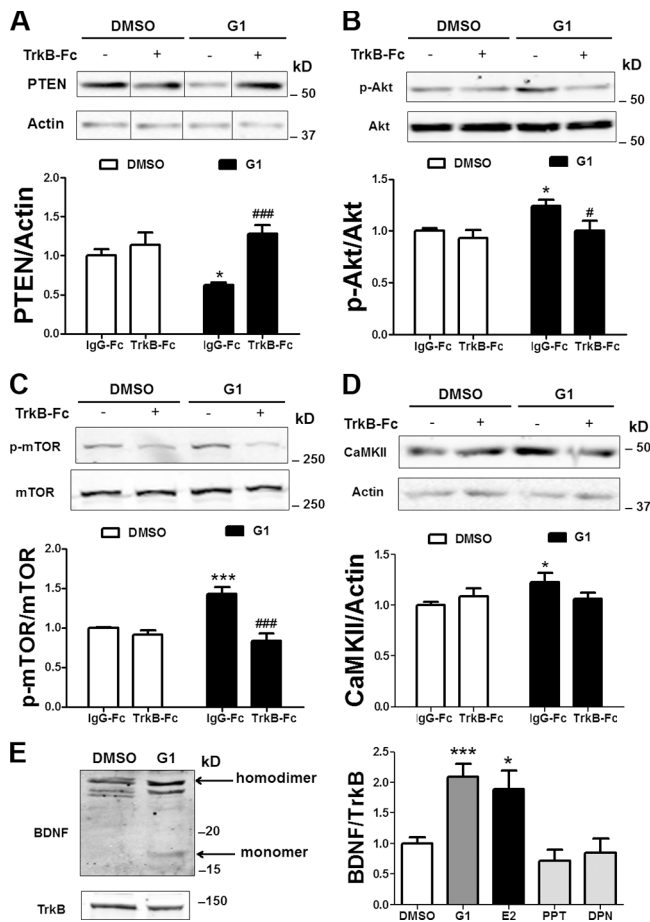 A
DMSO G1
TrkB-Fc - + - + kD
PTEN
– 50
Actin
– 37
DMSO G1
PTEN/Actin
2.0
1.5
1.0
0.5
0.0
* ###
IgG-Fc TrkB-Fc IgG-Fc TrkB-Fc
B
DMSO G1
TrkB-Fc - + - + kD
p-Akt
– 50
Akt
– 50
DMSO G1
p-Akt/Akt
1.5
1.0
0.5
0.0
* #
IgG-Fc TrkB-Fc IgG-Fc TrkB-Fc
C
DMSO G1
TrkB-Fc - + - + kD
p-mTOR
– 250
mTOR
– 250
DMSO G1
p-mTOR/mTOR
2.0
1.5
1.0
0.5
0.0
*** ###
IgG-Fc TrkB-Fc IgG-Fc TrkB-Fc
D
DMSO G1
TrkB-Fc - + - + kD
CaMKII – 50
Actin
– 37
DMSO G1
CaMKII/Actin
1.5
1.0
0.5
0.0
*
IgG-Fc TrkB-Fc IgG-Fc TrkB-Fc
E
DMSO G1 kD
homodimer
BDNF
–20
monomer
–15
TrkB –150
BDNF/TrkB
2.5
2.0
1.5
1.0
0.5
0.0
*** *
DMSO G1 E2 PPT DPN